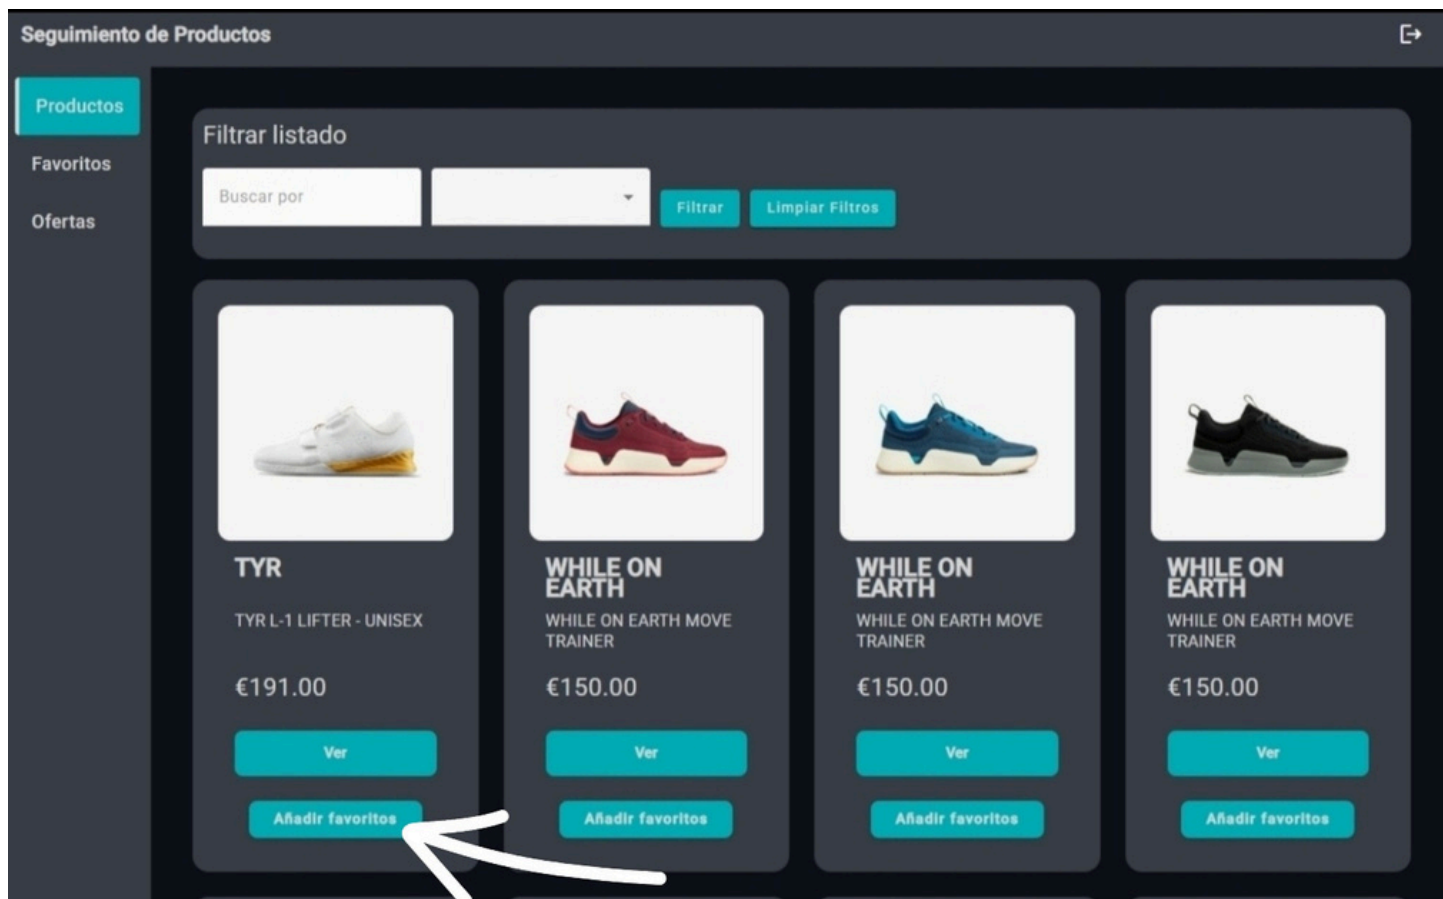 Seguimiento de Productos
Productos
Favoritos
Ofertas
Filtrar listado
Buscar por
Filtrar
Limpiar Filtros
TYR
TYR L-1 LIFTER - UNISEX
€191.00
Ver
Añadir favoritos
WHILE ON
EARTH
WHILE ON EARTH MOVE
TRAINER
€150.00
Ver
Añadir favoritos
WHILE ON
EARTH
WHILE ON EARTH MOVE
TRAINER
€150.00
Ver
Añadir favoritos
WHILE ON
EARTH
WHILE ON EARTH MOVE
TRAINER
€150.00
Ver
Añadir favoritos